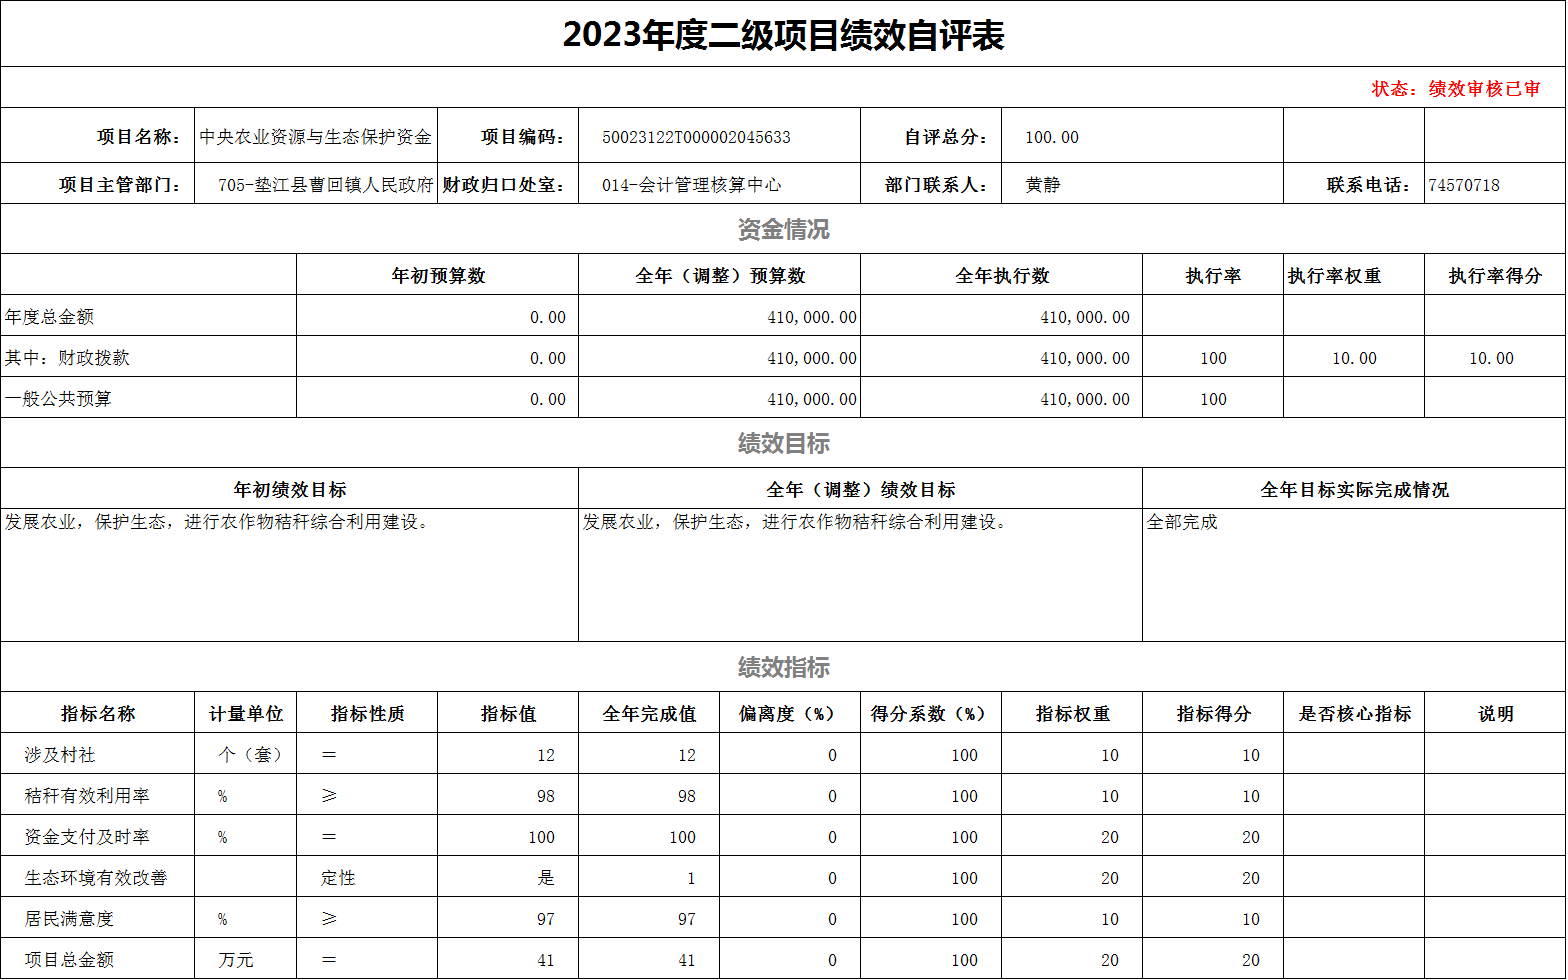 2023年度二级项目绩效自评表
状态：绩效审核已审
项目名称： 中央农业资源与生态保护资金 项目编码： 50023122T000002045633 自评总分： 100.00
项目主管部门： 705-垫江县曹回镇人民政府 财政归口处室： 014-会计管理核算中心 部门联系人： 黄静 联系电话： 74570718
资金情况
年初预算数 全年（调整）预算数 全年执行数 执行率 执行率权重 执行率得分
年度总金额 0.00 410,000.00 410,000.00
其中：财政拨款 0.00 410,000.00 410,000.00 100 10.00 10.00
一般公共预算 0.00 410,000.00 410,000.00 100
绩效目标
年初绩效目标 全年（调整）绩效目标 全年目标实际完成情况
发展农业，保护生态，进行农作物秸秆综合利用建设。 发展农业，保护生态，进行农作物秸秆综合利用建设。 全部完成
绩效指标
指标名称 计量单位 指标性质 指标值 全年完成值 偏离度（%） 得分系数（%） 指标权重 指标得分 是否核心指标 说明
涉及村社 个（套） ＝ 12 12 0 100 10 10
秸秆有效利用率 % ≥ 98 98 0 100 10 10
资金支付及时率 % ＝ 100 100 0 100 20 20
生态环境有效改善 定性 是 1 0 100 20 20
居民满意度 % ≥ 97 97 0 100 10 10
项目总金额 万元 ＝ 41 41 0 100 20 20